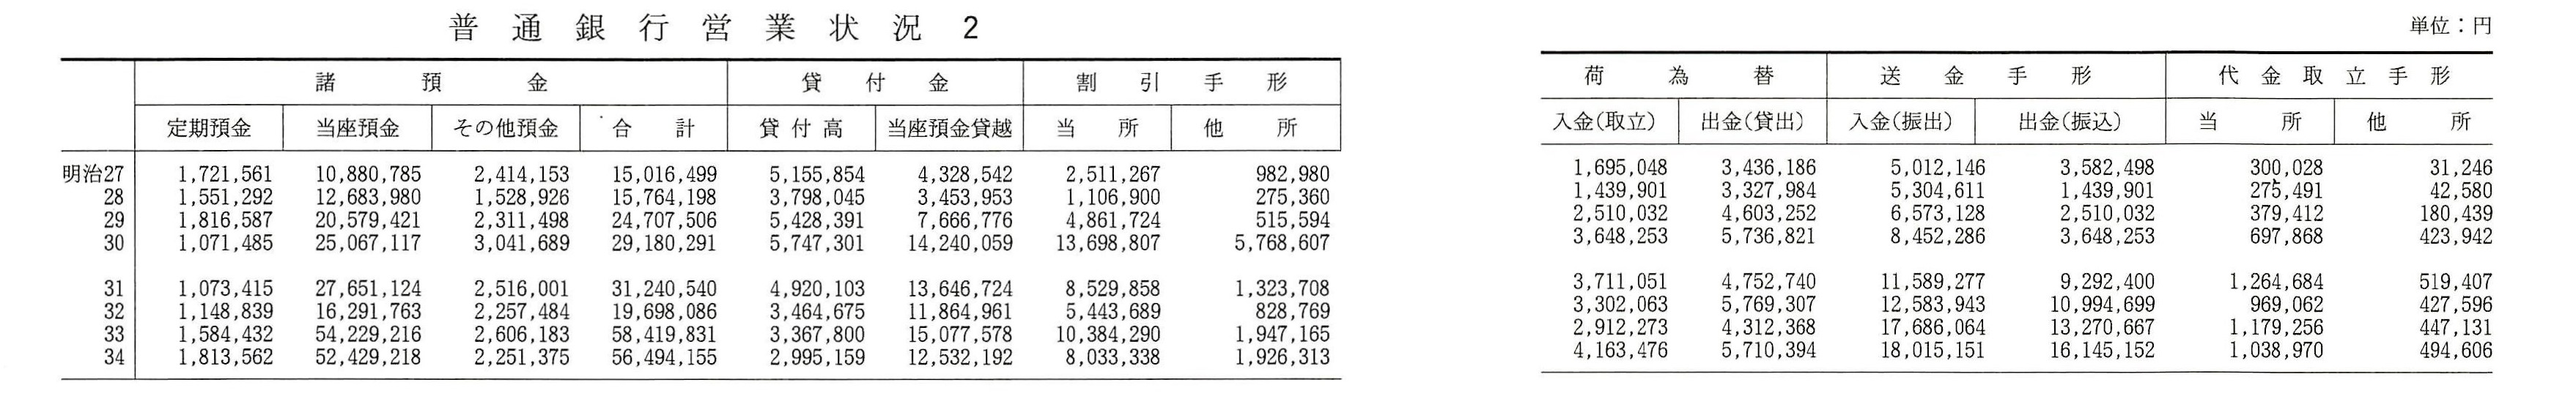 普通銀行営業状況 2
単位：円
諸預金 貸付金 割引手形 荷為替 送金手形 代金取立手形
定期預金 当座預金 その他預金 合計 貸付高 当座預金貸越 当所 他所 入金(取立) 出金(貸出) 入金(振出) 出金(振込) 当所 他所
明治27 1,721,561 10,880,785 2,414,153 15,016,499 5,155,854 4,328,542 2,511,267 982,980 1,695,048 3,436,186 5,012,146 3,582,498 300,028 31,246
28 1,551,292 12,683,980 1,528,926 15,764,198 3,798,045 3,453,953 1,106,900 275,360 1,439,901 3,327,984 5,304,611 1,439,901 275,491 42,580
29 1,816,587 20,579,421 2,311,498 24,707,506 5,428,391 7,666,776 4,861,724 515,594 2,510,032 4,603,252 6,573,128 2,510,032 379,412 180,439
30 1,071,485 25,067,117 3,041,689 29,180,291 5,747,301 14,240,059 13,698,807 5,768,607 3,648,253 5,736,821 8,452,286 3,648,253 697,868 423,942
31 1,073,415 27,651,124 2,516,001 31,240,540 4,920,103 13,646,724 8,529,858 1,323,708 3,711,051 4,752,740 11,589,277 9,292,400 1,264,684 519,407
32 1,148,839 16,291,763 2,257,484 19,698,086 3,464,675 11,864,961 5,443,689 828,769 3,302,063 5,769,307 12,583,943 10,994,699 969,062 427,596
33 1,584,432 54,229,216 2,606,183 58,419,831 3,367,800 15,077,578 10,384,290 1,947,165 2,912,273 4,312,368 17,686,064 13,270,667 1,179,256 447,131
34 1,813,562 52,429,218 2,251,375 56,494,155 2,995,159 12,532,192 8,033,338 1,926,313 4,163,476 5,710,394 18,015,151 16,145,152 1,038,970 494,606